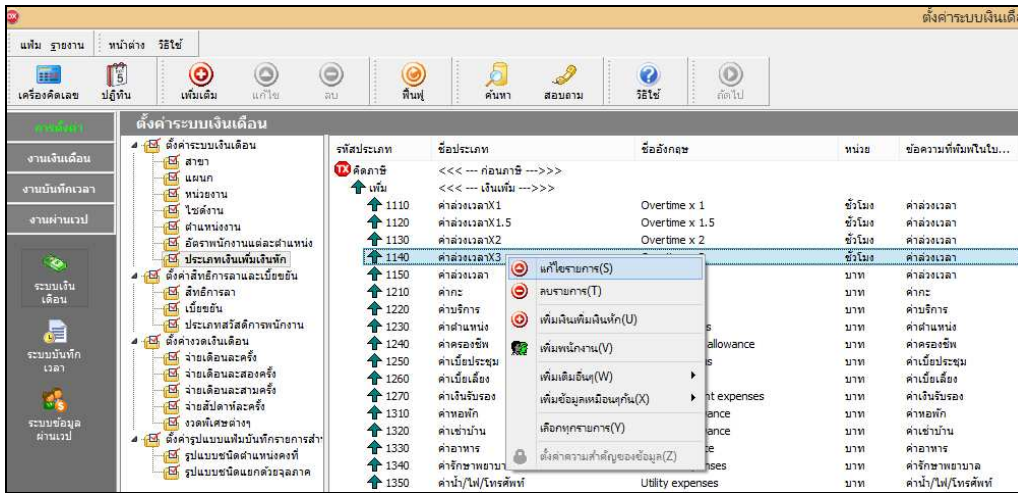 ตั้งค่าระบบเงินเดื
แฟ้ม รายงาน หน้าต่าง วิธีใช้
เครื่องคิดเลข ปฏิทิน เพิ่มเติม แก้ไข ลบ ฟื้นฟู ค้นหา สอบถาม วิธีใช้ ถัดไป
การตั้งค่า
งานเงินเดือน
งานบันทึกเวลา
งานผ่านเวป
ระบบเงินเดือน
ระบบบันทึกเวลา
ระบบข้อมูลผ่านเวป
ตั้งค่าระบบเงินเดือน
ตั้งค่าระบบเงินเดือน
สาขา
แผนก
หน่วยงาน
ไซด์งาน
ตำแหน่งงาน
อัตราพนักงานแต่ละตำแหน่ง
ประเภทเงินเพิ่มเงินหัก
ตั้งค่าสิทธิการลาและเบี้ยขยัน
สิทธิการลา
เบี้ยขยัน
ประเภทสวัสดิการพนักงาน
ตั้งค่างวดเงินเดือน
จ่ายเดือนละครั้ง
จ่ายเดือนละสองครั้ง
จ่ายเดือนละสามครั้ง
จ่ายสัปดาห์ละครั้ง
งวดพิเศษต่างๆ
ตั้งค่ารูปแบบแฟ้มบันทึกรายการสำ
รูปแบบชนิดตำแหน่งคงที่
รูปแบบชนิดแยกด้วยจุลภาค
รหัสประเภท ชื่อประเภท ชื่ออังกฤษ หน่วย ข้อความที่พิมพ์ในใบ...
TX คิดภาษี <<< --- ก่อนภาษี --->>>
เพิ่ม <<< --- เงินเพิ่ม --->>>
1110 ค่าล่วงเวลาX1 Overtime x 1 ชั่วโมง ค่าล่วงเวลา
1120 ค่าล่วงเวลาX1.5 Overtime x 1.5 ชั่วโมง ค่าล่วงเวลา
1130 ค่าล่วงเวลาX2 Overtime x 2 ชั่วโมง ค่าล่วงเวลา
1140 ค่าล่วงเวลาX3 ชั่วโมง ค่าล่วงเวลา
1150 ค่าล่วงเวลา บาท ค่าล่วงเวลา
1210 ค่ากะ บาท ค่ากะ
1220 ค่าบริการ บาท ค่าบริการ
1230 ค่าตำแหน่ง s บาท ค่าตำแหน่ง
1240 ค่าครองชีพ allowance บาท ค่าครองชีพ
1250 ค่าเบี้ยประชุม s บาท ค่าเบี้ยประชุม
1260 ค่าเบี้ยเลี้ยง บาท ค่าเบี้ยเลี้ยง
1270 ค่าเงินรับรอง nt expenses บาท ค่าเงินรับรอง
1310 ค่าหอพัก ance บาท ค่าหอพัก
1320 ค่าเช่าบ้าน ance บาท ค่าเช่าบ้าน
1330 ค่าอาหาร e บาท ค่าอาหาร
1340 ค่ารักษาพยาบา nses บาท ค่ารักษาพยาบาล
1350 ค่าน้ำ/ไฟ/โทรศัพท์ Utility expenses บาท ค่าน้ำ/ไฟ/โทรศัพท์
แก้ไขรายการ(S)
ลบรายการ(T)
เพิ่มเงินเพิ่มเงินหัก(U)
เพิ่มพนักงาน(V)
เพิ่มเติมอื่นๆ(W)
เพิ่มข้อมูลเหมือนๆกัน(X)
เลือกทุกรายการ(Y)
ตั้งค่าความสำคัญของข้อมูล(Z)